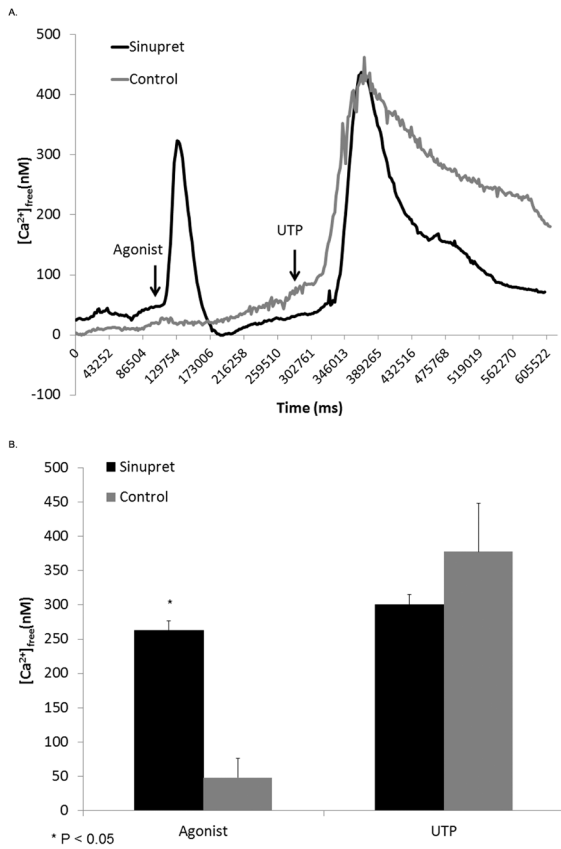 A.
500
400
300
200
100
0
-100
[Ca²⁺]free(nM)
Sinupret
Control
Agonist
UTP
0
43252
86504
129754
173006
216258
259510
302761
346013
389265
432516
475768
519019
562270
605522
Time (ms)
B.
500
450
400
350
300
250
200
150
100
50
0
[Ca²⁺]free(nM)
Sinupret
Control
*
Agonist
UTP
* P < 0.05